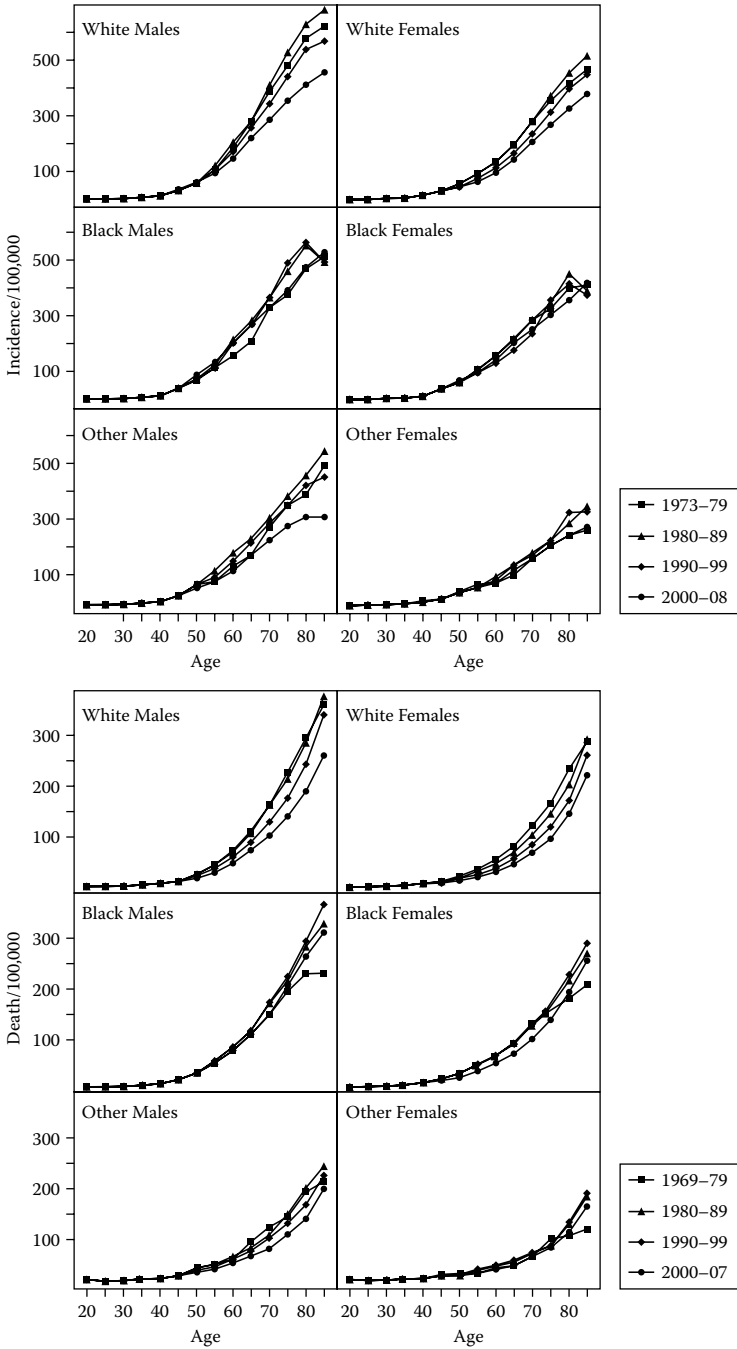 White Males
White Females
500
300
100
Black Males
Black Females
Incidence/100,000
500
300
100
Other Males
Other Females
500
300
100
1973–79
1980–89
1990–99
2000–08
20 30 40 50 60 70 80 20 30 40 50 60 70 80
Age Age
White Males
White Females
300
200
100
Black Males
Black Females
Death/100,000
300
200
100
Other Males
Other Females
300
200
100
1969–79
1980–89
1990–99
2000–07
20 30 40 50 60 70 80 20 30 40 50 60 70 80
Age Age